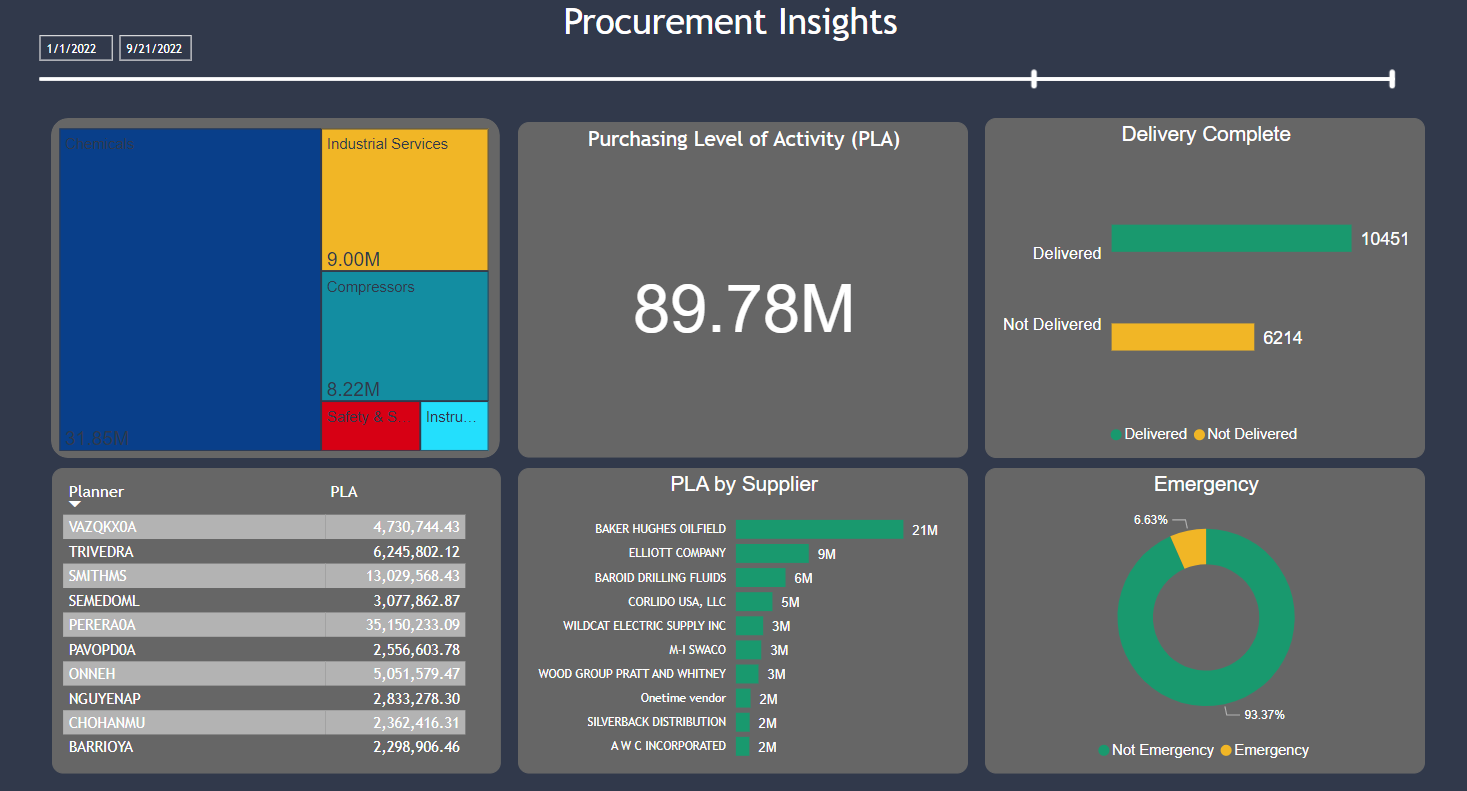 Procurement Insights
1/1/2022 9/21/2022
Chemicals
Industrial Services
9.00M
Compressors
8.22M
Safety & S...
Instru...
Purchasing Level of Activity (PLA)
89.78M
Delivery Complete
Delivered 10451
Not Delivered 6214
Delivered Not Delivered
Planner PLA
VAZQKX0A 4,730,744.43
TRIVEDRA 6,245,802.12
SMITHMS 13,029,568.43
SEMEDOML 3,077,862.87
PERERA0A 35,150,233.09
PAVOPD0A 2,556,603.78
ONNEH 5,051,579.47
NGUYENAP 2,833,278.30
CHOHANMU 2,362,416.31
BARRIOYA 2,298,906.46
PLA by Supplier
BAKER HUGHES OILFIELD 21M
ELLIOTT COMPANY 9M
BAROID DRILLING FLUIDS 6M
CORLIDO USA, LLC 5M
WILDCAT ELECTRIC SUPPLY INC 3M
M-I SWACO 3M
WOOD GROUP PRATT AND WHITNEY 3M
Onetime vendor 2M
SILVERBACK DISTRIBUTION 2M
A W C INCORPORATED 2M
Emergency
6.63%
93.37%
Not Emergency Emergency